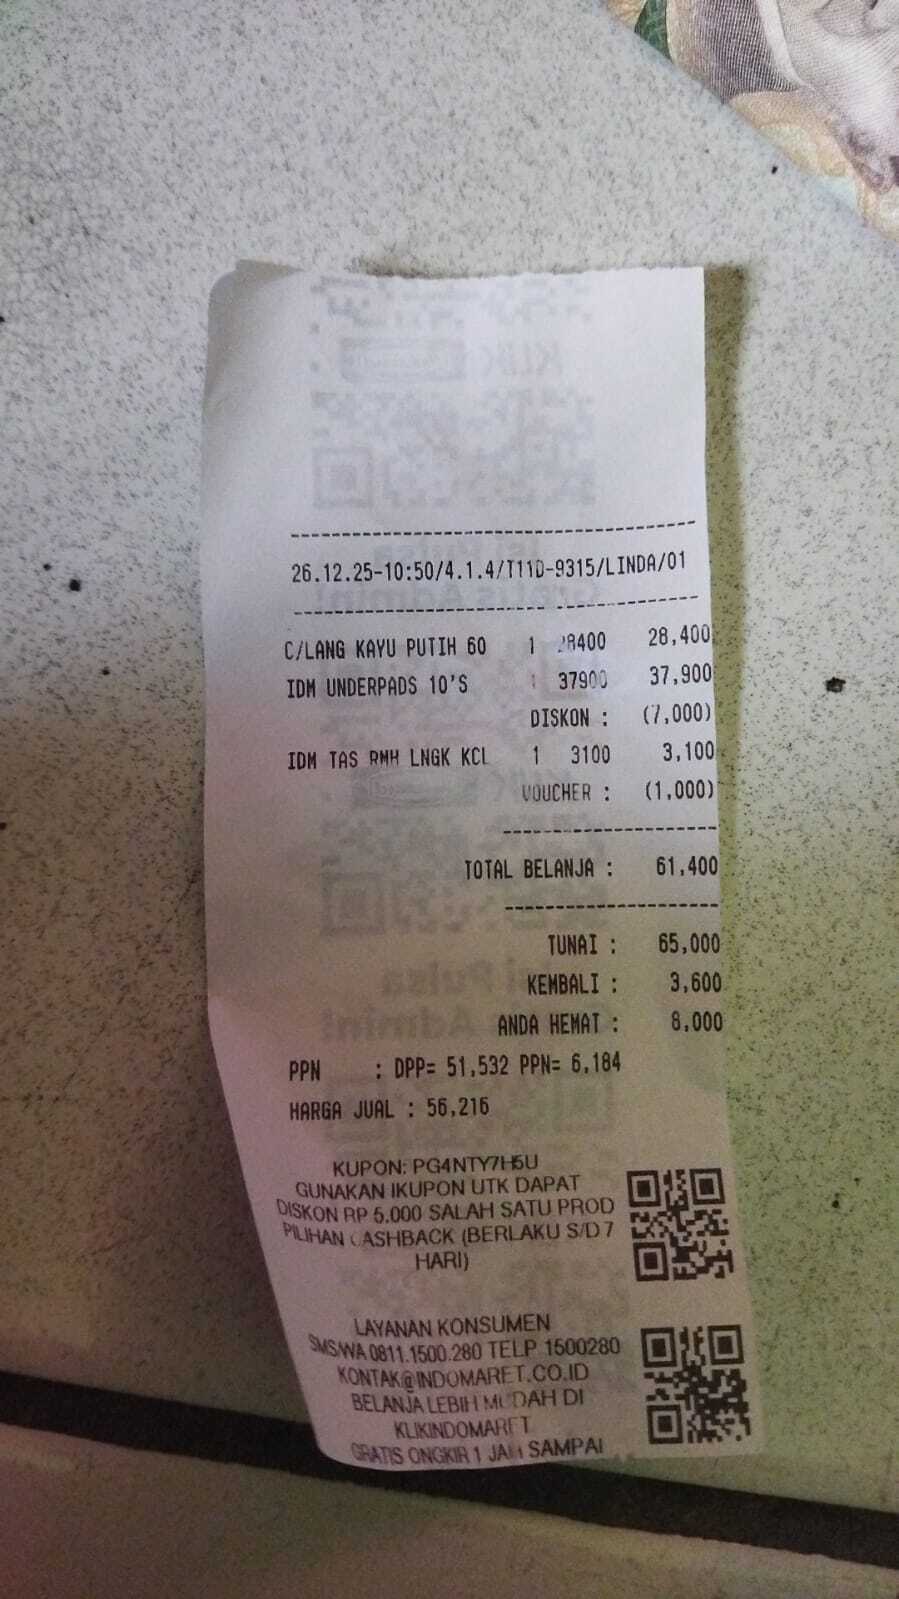 26.12.25-10:50/4.1.4/T11D-9315/LINDA/01
C/LANG KAYU PUTIH 60 1 28400 28,400
IDM UNDERPADS 10'S 1 37900 37,900
DISKON : (7,000)
IDM TAS RMH LNGK KCL 1 3100 3,100
VOUCHER : (1,000)
TOTAL BELANJA : 61,400
TUNAI : 65,000
KEMBALI : 3,600
ANDA HEMAT : 8,000
PPN : DPP= 51,532 PPN= 6,184
HARGA JUAL : 56,216
KUPON: PG4NTY7H5U
GUNAKAN IKUPON UTK DAPAT
DISKON RP 5.000 SALAH SATU PROD
PILIHAN CASHBACK (BERLAKU S/D 7
HARI)
LAYANAN KONSUMEN
SMS/WA 0811.1500.280 TELP 1500280
KONTAK@INDOMARET.CO.ID
BELANJA LEBIH MUDAH DI
KLIKINDOMARET
GRATIS ONGKIR 1 JAM SAMPAI